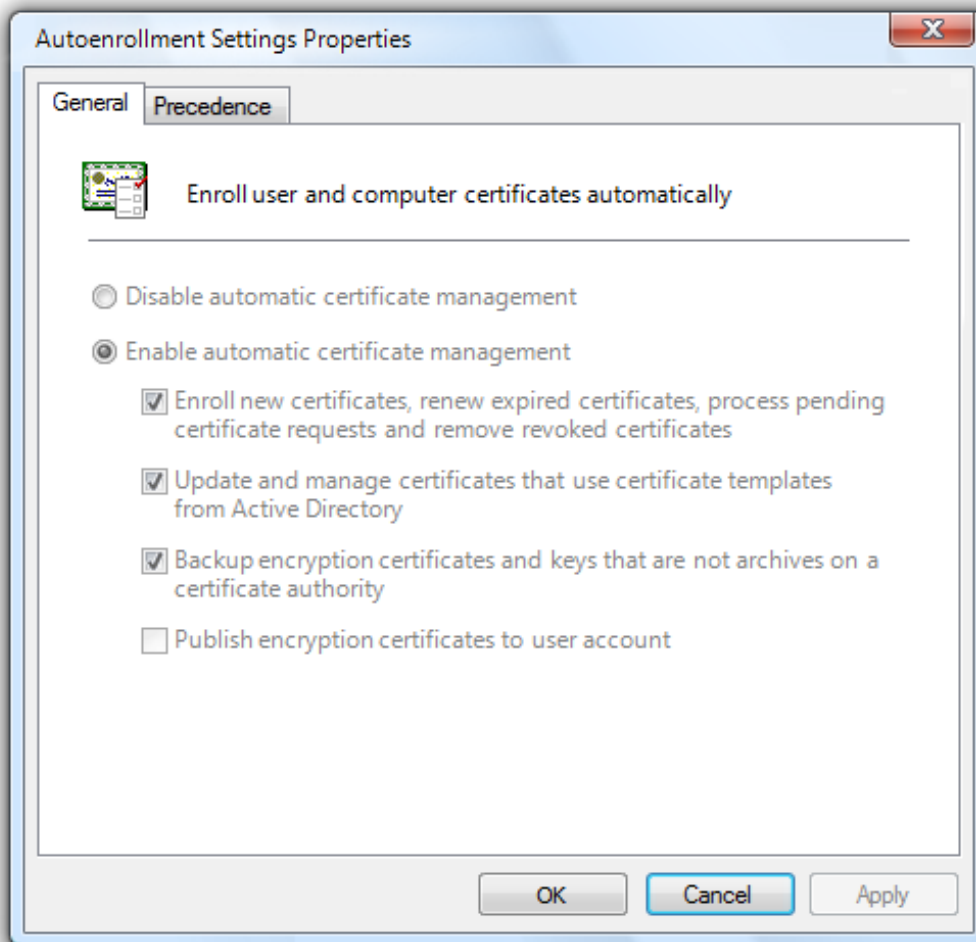 Autoenrollment Settings Properties
General
Precedence
Enroll user and computer certificates automatically
Disable automatic certificate management
Enable automatic certificate management
Enroll new certificates, renew expired certificates, process pending
certificate requests and remove revoked certificates
Update and manage certificates that use certificate templates
from Active Directory
Backup encryption certificates and keys that are not archives on a
certificate authority
Publish encryption certificates to user account
OK
Cancel
Apply